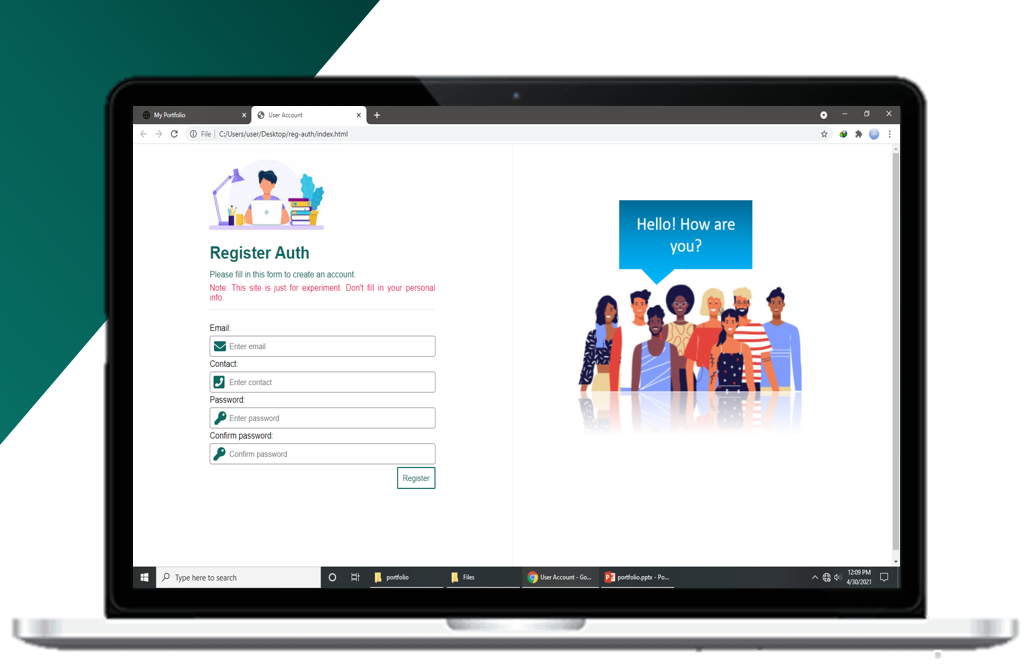 My Portfolio
User Account
File
C:/Users/user/Desktop/reg-auth/index.html
Register Auth
Please fill in this form to create an account.
Note: This site is just for experiment. Don't fill in your personal
info.
Email:
Enter email
Contact:
Enter contact
Password:
Enter password
Confirm password:
Confirm password
Register
Hello! How are
you?
Type here to search
portfolio
Files
User Account - Go...
portfolio.pptx - Po...
12:09 PM
4/30/2021